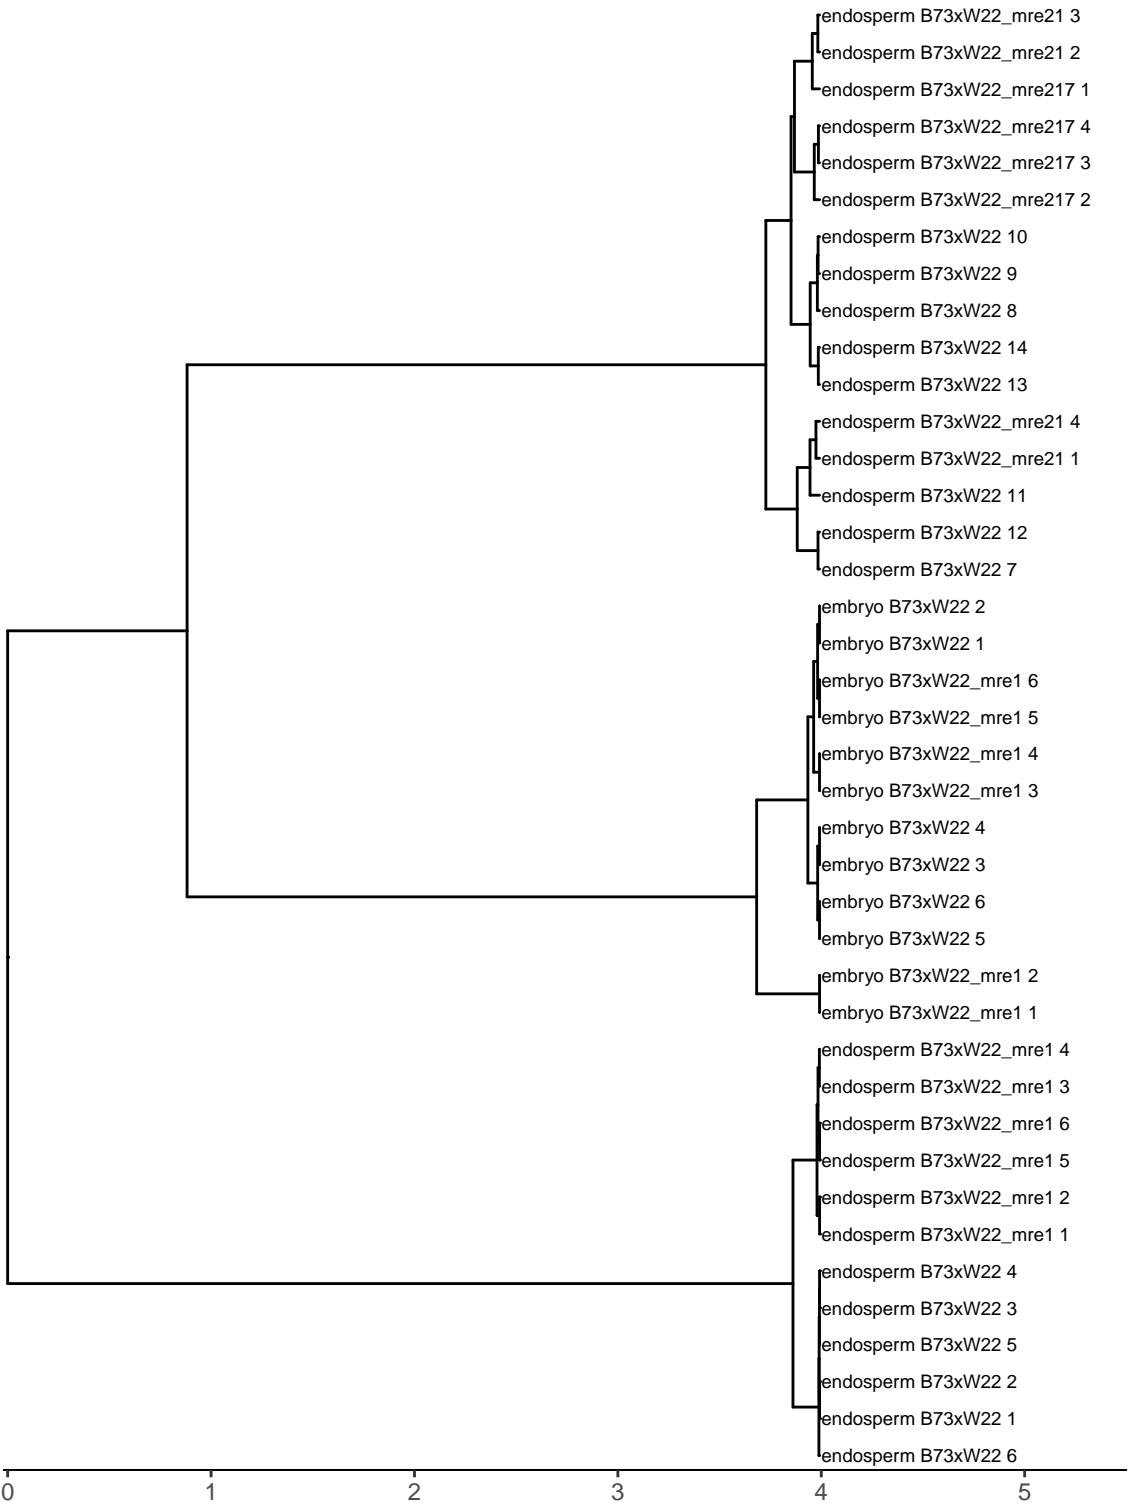 endosperm B73xW22_mre21 3
endosperm B73xW22_mre21 2
endosperm B73xW22_mre217 1
endosperm B73xW22_mre217 4
endosperm B73xW22_mre217 3
endosperm B73xW22_mre217 2
endosperm B73xW22 10
endosperm B73xW22 9
endosperm B73xW22 8
endosperm B73xW22 14
endosperm B73xW22 13
endosperm B73xW22_mre21 4
endosperm B73xW22_mre21 1
endosperm B73xW22 11
endosperm B73xW22 12
endosperm B73xW22 7
embryo B73xW22 2
embryo B73xW22 1
embryo B73xW22_mre1 6
embryo B73xW22_mre1 5
embryo B73xW22_mre1 4
embryo B73xW22_mre1 3
embryo B73xW22 4
embryo B73xW22 3
embryo B73xW22 6
embryo B73xW22 5
embryo B73xW22_mre1 2
embryo B73xW22_mre1 1
endosperm B73xW22_mre1 4
endosperm B73xW22_mre1 3
endosperm B73xW22_mre1 6
endosperm B73xW22_mre1 5
endosperm B73xW22_mre1 2
endosperm B73xW22_mre1 1
endosperm B73xW22 4
endosperm B73xW22 3
endosperm B73xW22 5
endosperm B73xW22 2
endosperm B73xW22 1
endosperm B73xW22 6
0 1 2 3 4 5